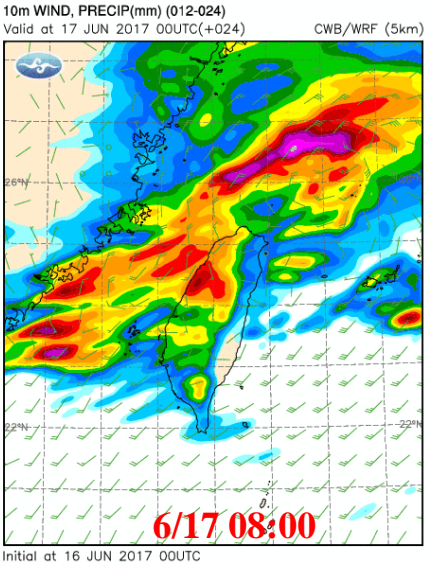 10m WIND, PRECIP(mm) (012-024)
Valid at 17 JUN 2017 00UTC(+024) CWB/WRF (5km)
26°N 26°N
22°N 22°N
6/17 08:00
Initial at 16 JUN 2017 00UTC